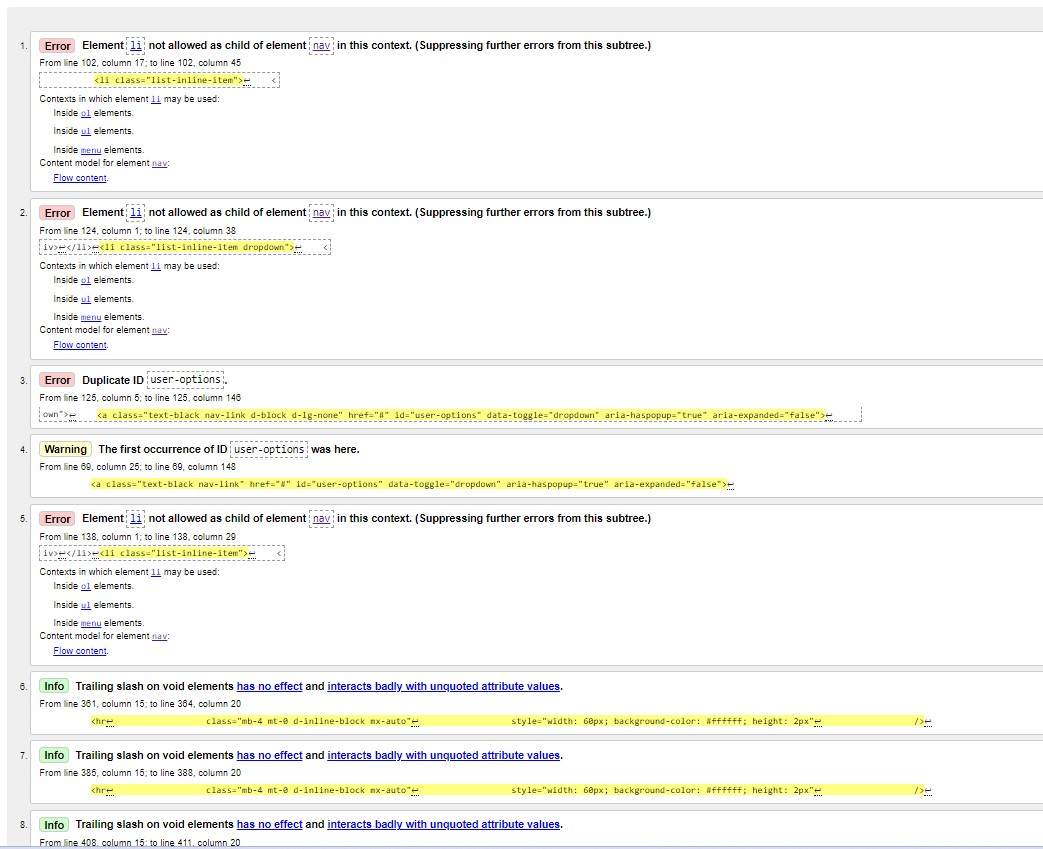 1. Error Element li not allowed as child of element nav in this context. (Suppressing further errors from this subtree.)
From line 102, column 17; to line 102, column 45
<li class="list-inline-item">↩ <
Contexts in which element li may be used:
Inside ol elements.
Inside ul elements.
Inside menu elements.
Content model for element nav:
Flow content.
2. Error Element li not allowed as child of element nav in this context. (Suppressing further errors from this subtree.)
From line 124, column 1; to line 124, column 38
iv>↩</li>↩<li class="list-inline-item dropdown">↩ <
Contexts in which element li may be used:
Inside ol elements.
Inside ul elements.
Inside menu elements.
Content model for element nav:
Flow content.
3. Error Duplicate ID user-options.
From line 125, column 5; to line 125, column 146
own">↩ <a class="text-black nav-link d-block d-lg-none" href="#" id="user-options" data-toggle="dropdown" aria-haspopup="true" aria-expanded="false">↩
4. Warning The first occurrence of ID user-options was here.
From line 69, column 25; to line 69, column 148
<a class="text-black nav-link" href="#" id="user-options" data-toggle="dropdown" aria-haspopup="true" aria-expanded="false">↩
5. Error Element li not allowed as child of element nav in this context. (Suppressing further errors from this subtree.)
From line 138, column 1; to line 138, column 29
iv>↩</li>↩<li class="list-inline-item">↩ <
Contexts in which element li may be used:
Inside ol elements.
Inside ul elements.
Inside menu elements.
Content model for element nav:
Flow content.
6. Info Trailing slash on void elements has no effect and interacts badly with unquoted attribute values.
From line 361, column 15; to line 364, column 20
<hr↩ class="mb-4 mt-0 d-inline-block mx-auto"↩ style="width: 60px; background-color: #ffffff; height: 2px"↩ />↩
7. Info Trailing slash on void elements has no effect and interacts badly with unquoted attribute values.
From line 385, column 15; to line 388, column 20
<hr↩ class="mb-4 mt-0 d-inline-block mx-auto"↩ style="width: 60px; background-color: #ffffff; height: 2px"↩ />↩
8. Info Trailing slash on void elements has no effect and interacts badly with unquoted attribute values.
From line 408, column 15; to line 411, column 20